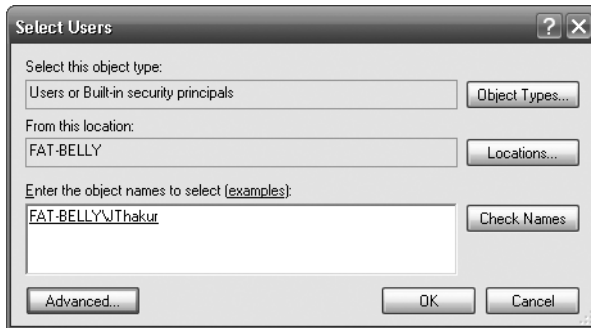 Select Users
Select this object type:
Users or Built-in security principals
Object Types...
From this location:
FAT-BELLY
Locations...
Enter the object names to select (examples):
FAT-BELLY\JThakur
Check Names
Advanced...
OK
Cancel